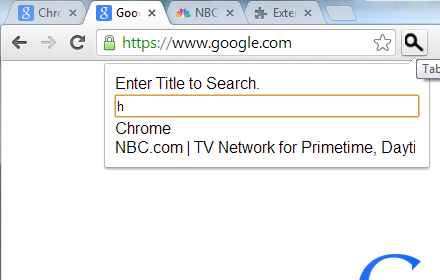 Chro
Goo
NBC
Exter
https://www.google.com
Tab
Enter Title to Search.
h
Chrome
NBC.com | TV Network for Primetime, Dayti